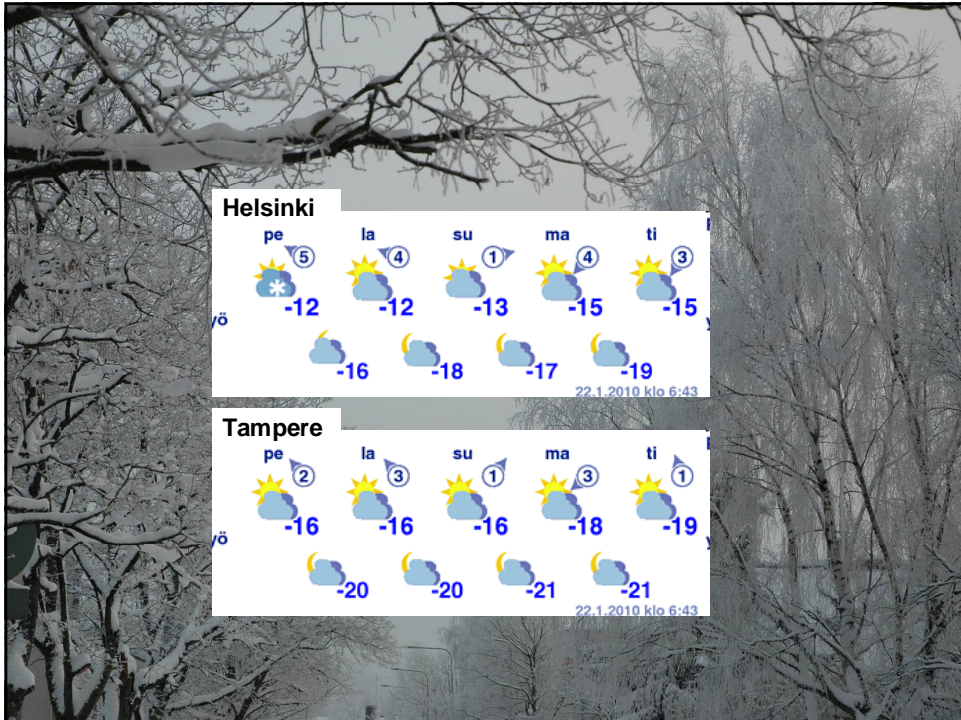 Helsinki
pe la su ma ti
5 4 1 4 3
-12 -12 -13 -15 -15
yö
-16 -18 -17 -19
22.1.2010 klo 6:43
Tampere
pe la su ma ti
2 3 1 3 1
-16 -16 -16 -18 -19
yö
-20 -20 -21 -21
22.1.2010 klo 6:43